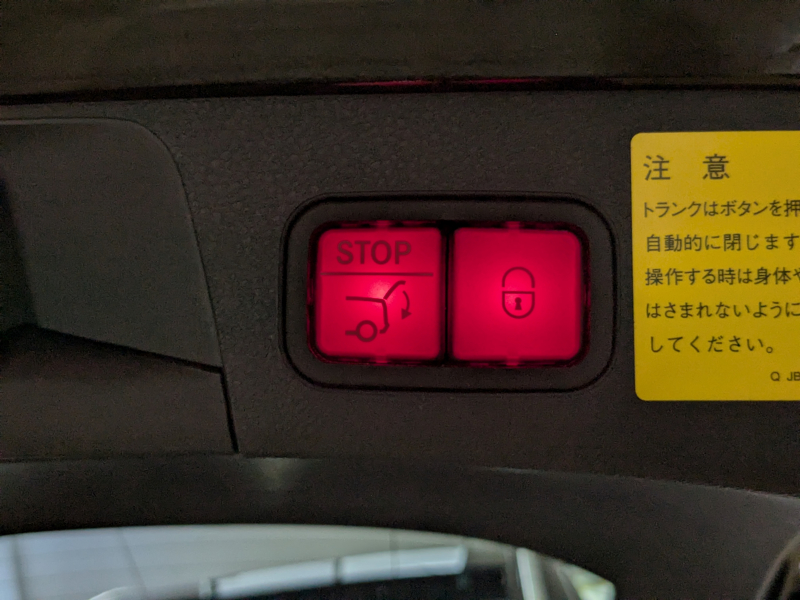 STOP
注 意
トランクはボタンを押
自動的に閉じます
操作する時は身体や
はさまれないように
してください。
Q JB